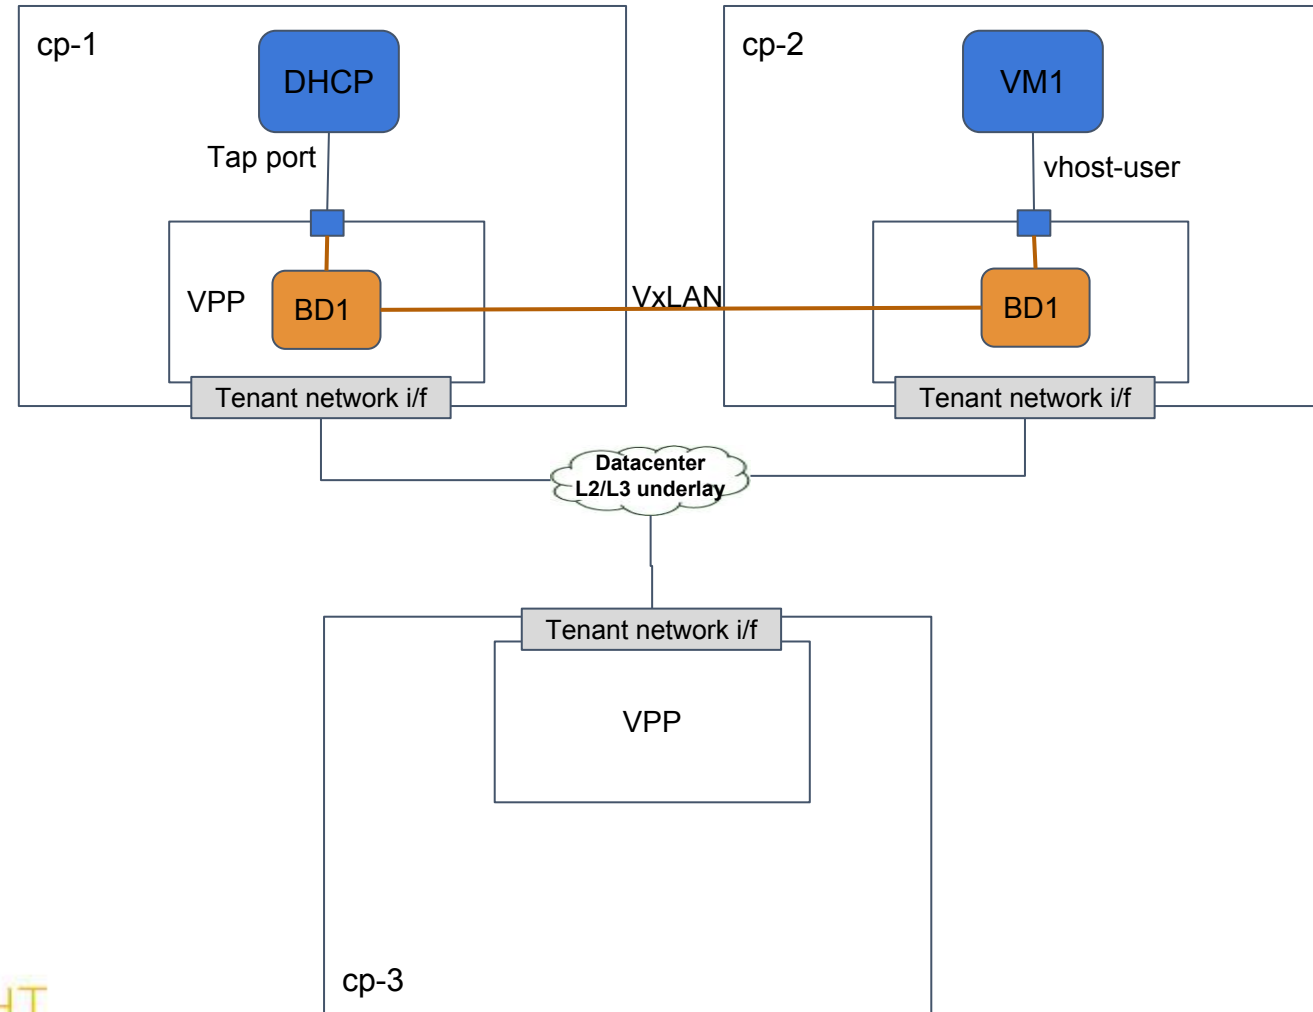 cp-1
DHCP
Tap port
VPP
BD1
Tenant network i/f
VxLAN
cp-2
VM1
vhost-user
BD1
Tenant network i/f
Datacenter
L2/L3 underlay
Tenant network i/f
VPP
cp-3